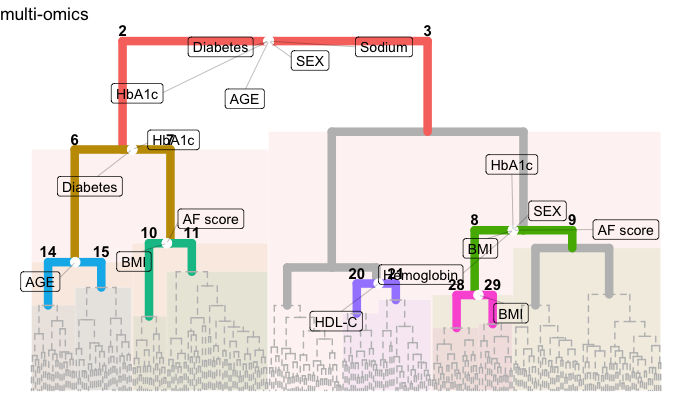 multi-omics
2
3
Diabetes
Sodium
SEX
HbA1c
AGE
6
7
HbA1c
HbA1c
Diabetes
SEX
AF score
8
9
AF score
10
11
BMI
BMI
14
15
AGE
20
21
Hemoglobin
28
29
HDL-C
BMI